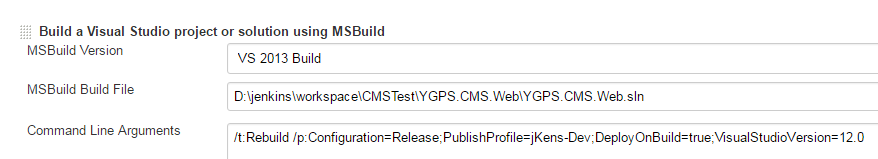 Build a Visual Studio project or solution using MSBuild
MSBuild Version
VS 2013 Build
MSBuild Build File
D:\jenkins\workspace\CMSTest\YGPS.CMS.Web\YGPS.CMS.Web.sln
Command Line Arguments
/t:Rebuild /p:Configuration=Release;PublishProfile=jKens-Dev;DeployOnBuild=true;VisualStudioVersion=12.0